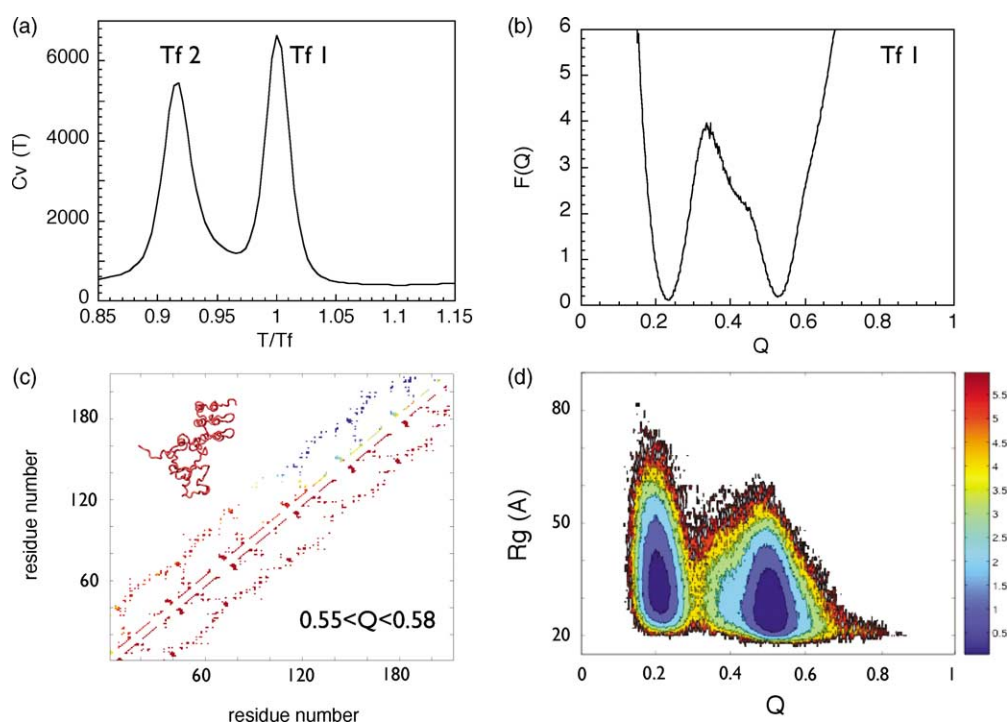 (a)
Tf 2
Tf 1
6000
4000
2000
0
Cv (T)
0.85 0.9 0.95 1 1.05 1.1 1.15
T/Tf
(b)
Tf 1
6
5
4
3
2
1
0
F(Q)
0 0.2 0.4 0.6 0.8 1
Q
(c)
180
120
60
residue number
0.55<Q<0.58
60 120 180
residue number
(d)
80
50
20
Rg (A)
0 0.2 0.4 0.6 0.8 1
Q
5.5
5
4.5
4
3.5
3
2.5
2
1.5
1
0.5